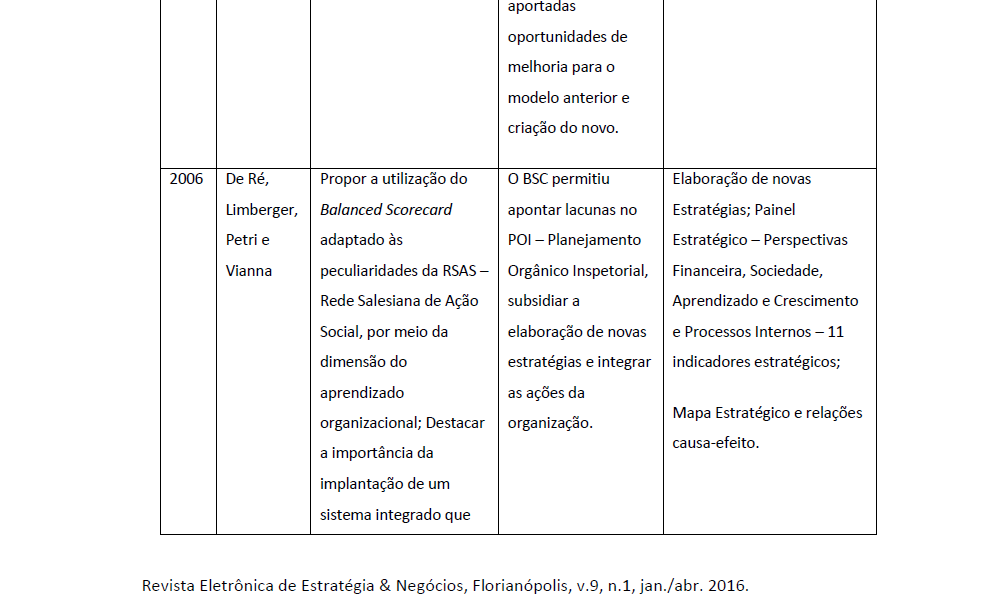 aportadas
oportunidades de
melhoria para o
modelo anterior e
criação do novo.
2006
De Ré,
Limberger,
Petri e
Vianna
Propor a utilização do
Balanced Scorecard
adaptado às
peculiaridades da RSAS –
Rede Salesiana de Ação
Social, por meio da
dimensão do
aprendizado
organizacional; Destacar
a importância da
implantação de um
sistema integrado que
O BSC permitiu
apontar lacunas no
POI – Planejamento
Orgânico Inspetorial,
subsidiar a
elaboração de novas
estratégias e integrar
as ações da
organização.
Elaboração de novas
Estratégias; Painel
Estratégico – Perspectivas
Financeira, Sociedade,
Aprendizado e Crescimento
e Processos Internos – 11
indicadores estratégicos;
Mapa Estratégico e relações
causa-efeito.
Revista Eletrônica de Estratégia & Negócios, Florianópolis, v.9, n.1, jan./abr. 2016.